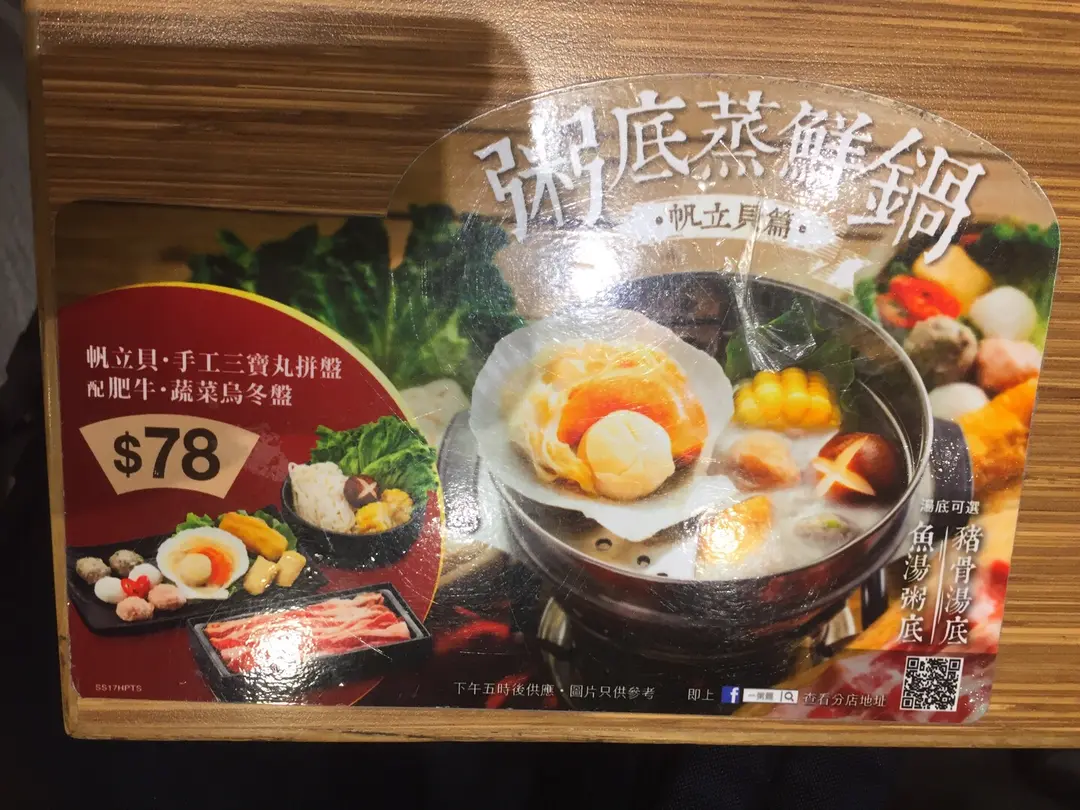 粥底蒸鮮鍋
·帆立貝篇·
帆立貝·手工三寶丸拼盤
配肥牛·蔬菜烏冬盤
$78
湯底可選
魚湯粥底
豬骨湯底
SS17HPTS
下午五時後供應·圖片只供參考
即上 f
查看分店地址